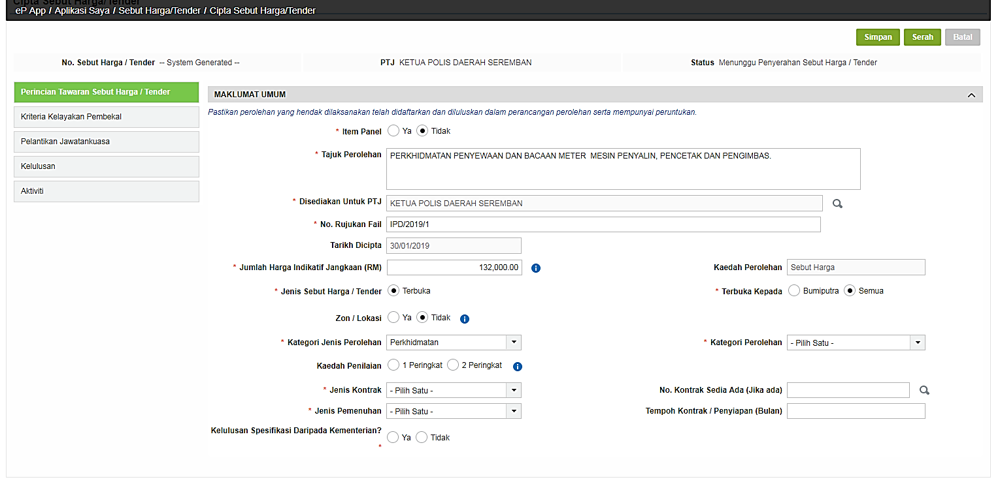 Cipta Sebut Harga/Tender
eP App / Aplikasi Saya / Sebut Harga/Tender / Cipta Sebut Harga/Tender
Simpan Serah Batal
No. Sebut Harga / Tender -- System Generated -- PTJ KETUA POLIS DAERAH SEREMBAN Status Menunggu Penyerahan Sebut Harga / Tender
Perincian Tawaran Sebut Harga / Tender
Kriteria Kelayakan Pembekal
Pelantikan Jawatankuasa
Kelulusan
Aktiviti
MAKLUMAT UMUM
Pastikan perolehan yang hendak dilaksanakan telah didaftarkan dan diluluskan dalam perancangan perolehan serta mempunyai peruntukan.
* Item Panel Ya Tidak
* Tajuk Perolehan PERKHIDMATAN PENYEWAAN DAN BACAAN METER MESIN PENYALIN, PENCETAK DAN PENGIMBAS.
* Disediakan Untuk PTJ KETUA POLIS DAERAH SEREMBAN
* No. Rujukan Fail IPD/2019/1
Tarikh Dicipta 30/01/2019
* Jumlah Harga Indikatif Jangkaan (RM) 132,000.00 Kaedah Perolehan Sebut Harga
* Jenis Sebut Harga / Tender Terbuka * Terbuka Kepada Bumiputra Semua
Zon / Lokasi Ya Tidak
* Kategori Jenis Perolehan Perkhidmatan * Kategori Perolehan - Pilih Satu -
Kaedah Penilaian 1 Peringkat 2 Peringkat
* Jenis Kontrak - Pilih Satu - No. Kontrak Sedia Ada (Jika ada)
* Jenis Pemenuhan - Pilih Satu - Tempoh Kontrak / Penyiapan (Bulan)
Kelulusan Spesifikasi Daripada Kementerian? Ya Tidak
*